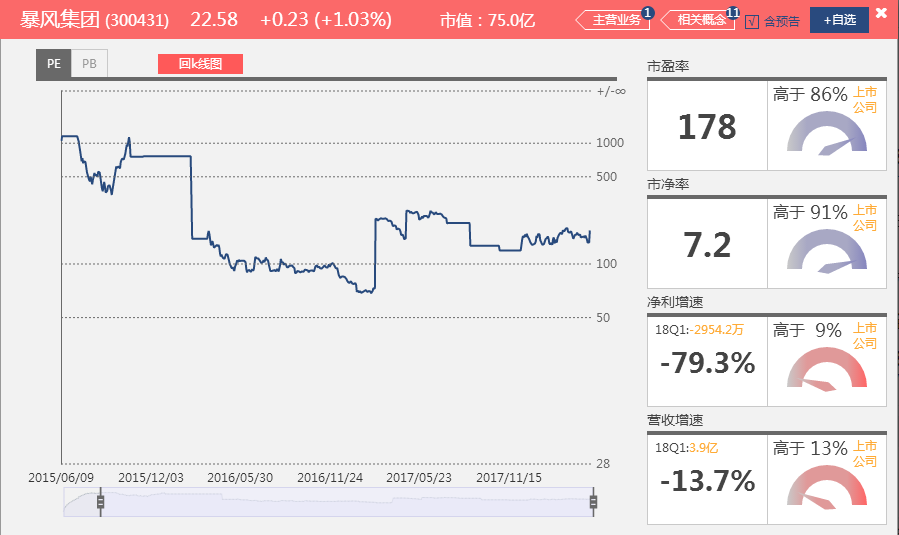 暴风集团 (300431) 22.58 +0.23 (+1.03%) 市值：75.0亿 主营业务 1 相关概念 11 √ 含预告 +自选 ×
PE PB 回k线图
+/-∞
1000
500
100
50
28
2015/06/09 2015/12/03 2016/05/30 2016/11/24 2017/05/23 2017/11/15
市盈率
178 高于 86% 上市
公司
市净率
7.2 高于 91% 上市
公司
净利增速
18Q1:-2954.2万 高于 9% 上市
公司
-79.3%
营收增速
18Q1:3.9亿 高于 13% 上市
公司
-13.7%